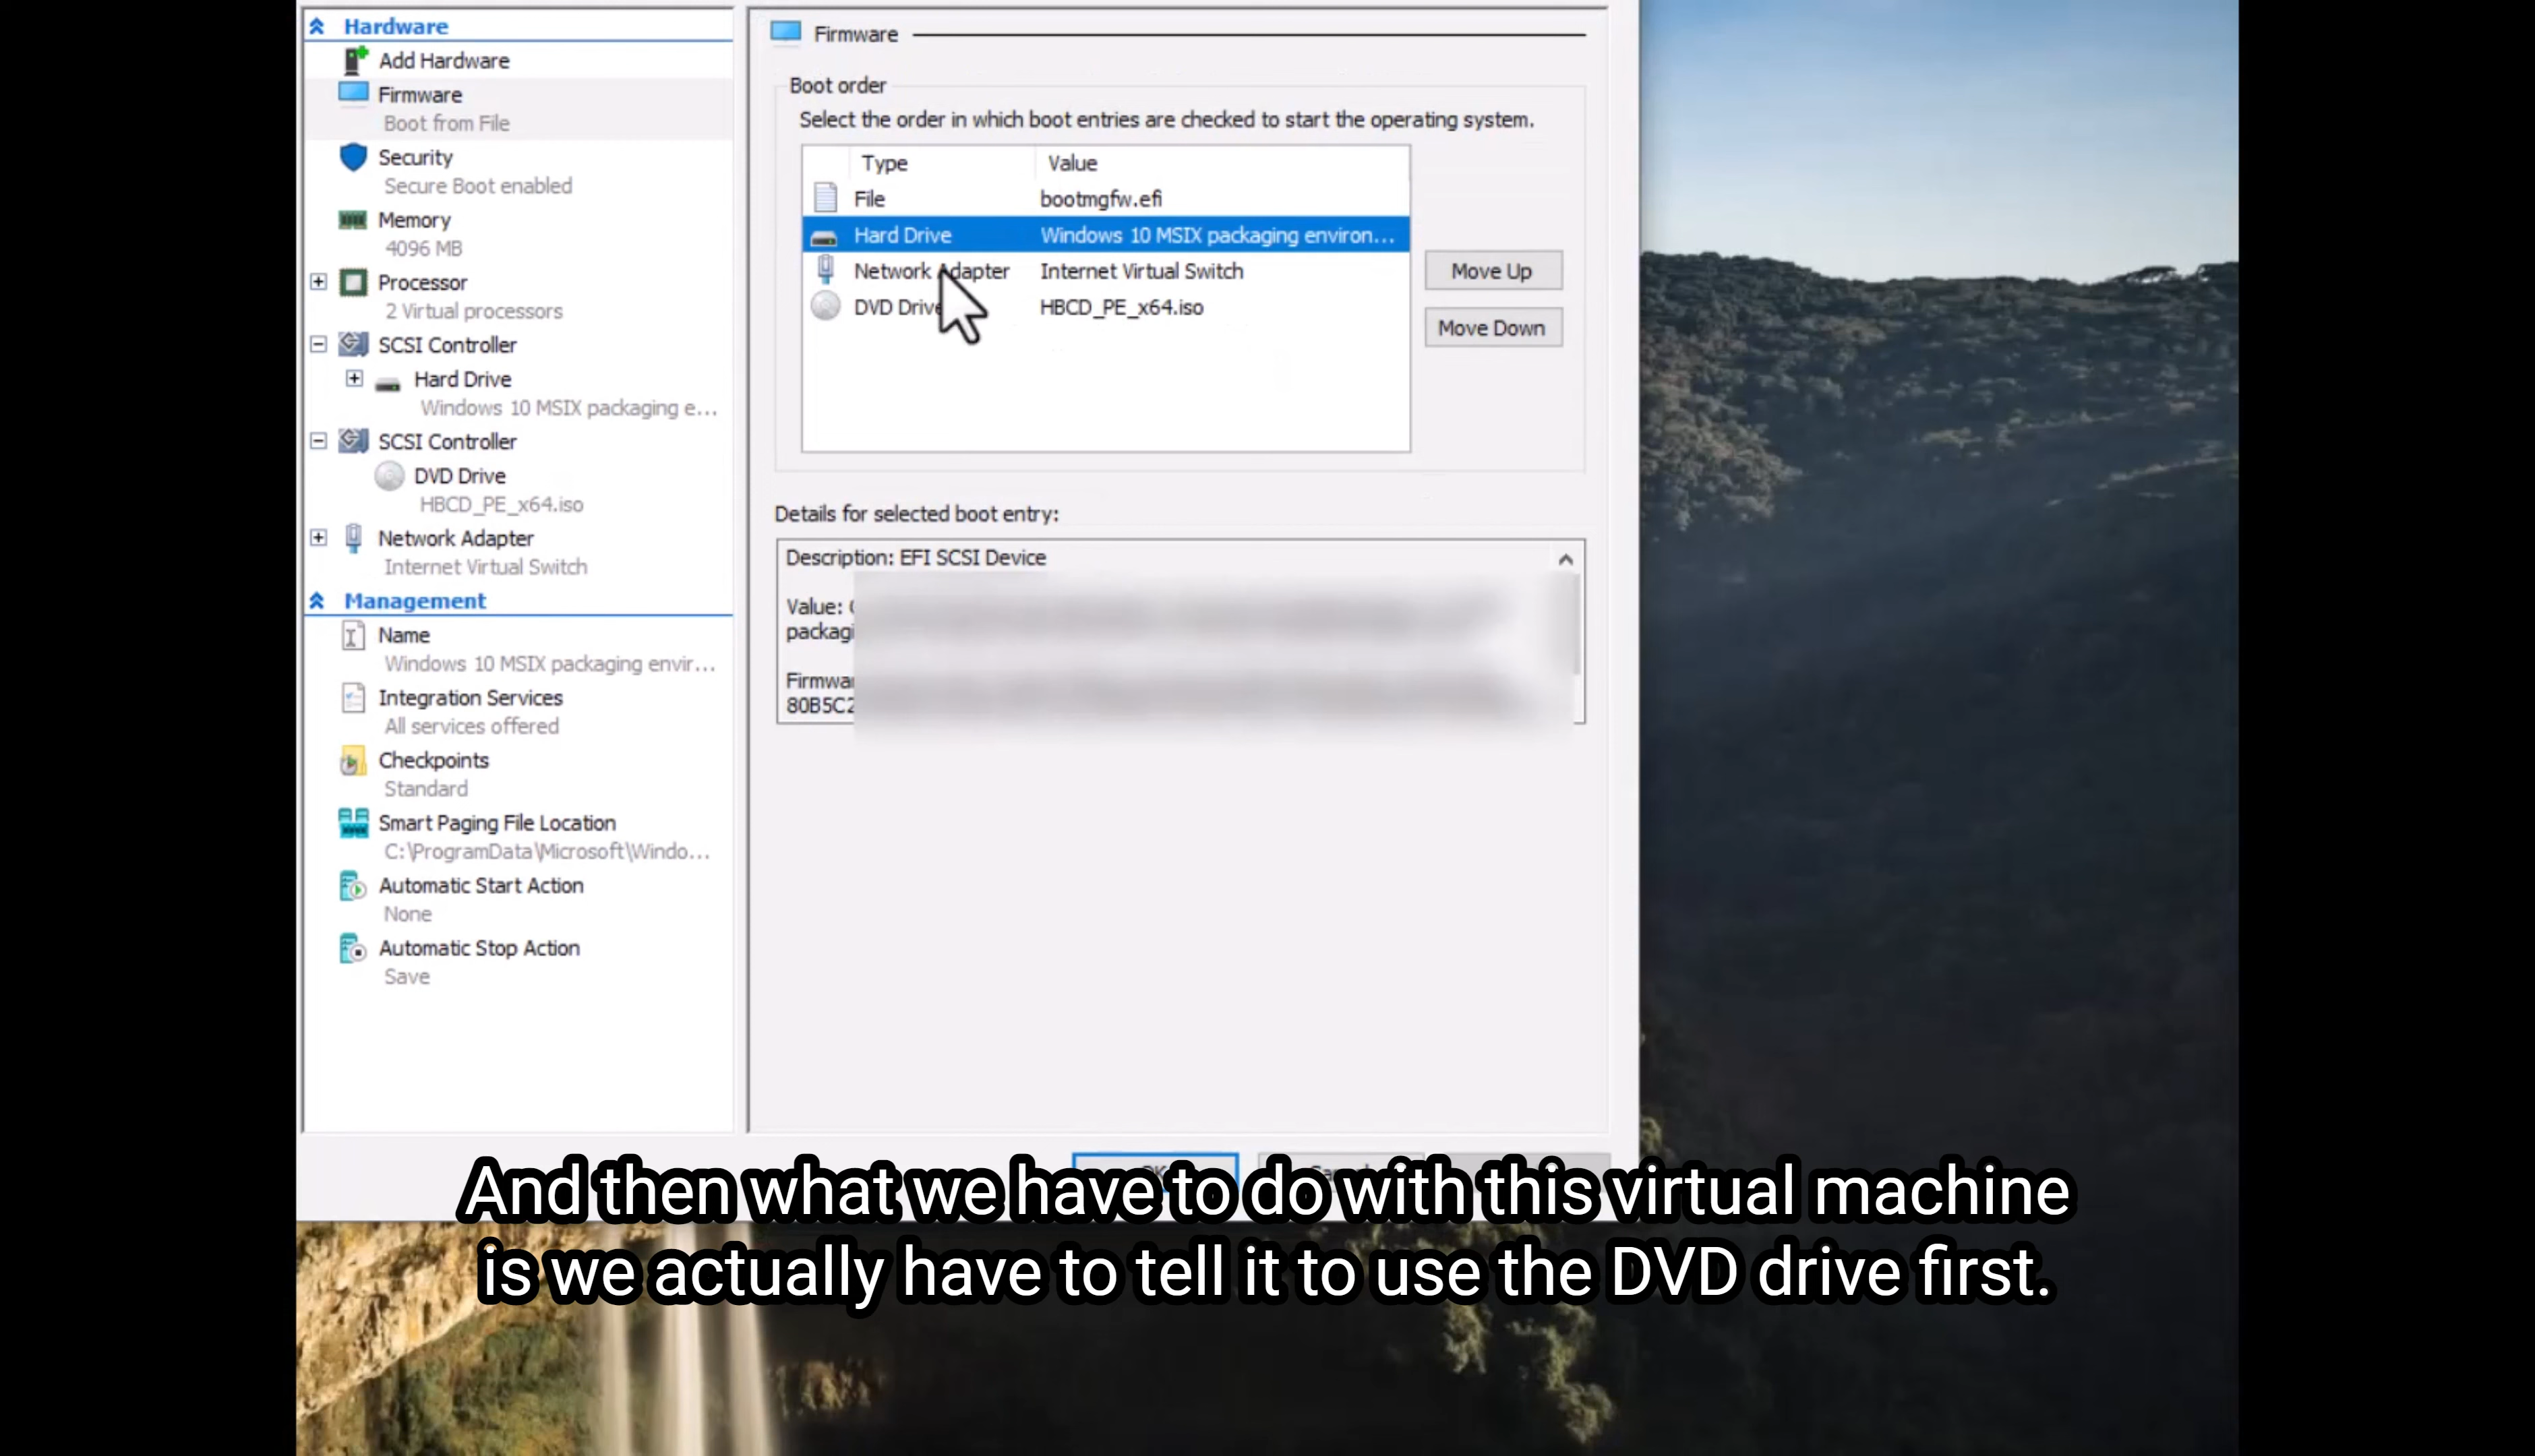 Hardware
Add Hardware
Firmware
Boot from File
Security
Secure Boot enabled
Memory
4096 MB
Processor
2 Virtual processors
SCSI Controller
Hard Drive
Windows 10 MSIX packaging e...
SCSI Controller
DVD Drive
HBCD_PE_x64.iso
Network Adapter
Internet Virtual Switch
Management
Name
Windows 10 MSIX packaging envir...
Integration Services
All services offered
Checkpoints
Standard
Smart Paging File Location
C:\ProgramData\Microsoft\Windo...
Automatic Start Action
None
Automatic Stop Action
Save
Firmware
Boot order
Select the order in which boot entries are checked to start the operating system.
Type Value
File bootmgfw.efi
Hard Drive Windows 10 MSIX packaging environ...
Network Adapter Internet Virtual Switch
DVD Drive HBCD_PE_x64.iso
Move Up
Move Down
Details for selected boot entry:
Description: EFI SCSI Device
Value:
And then what we have to do with this virtual machine
is we actually have to tell it to use the DVD drive first.